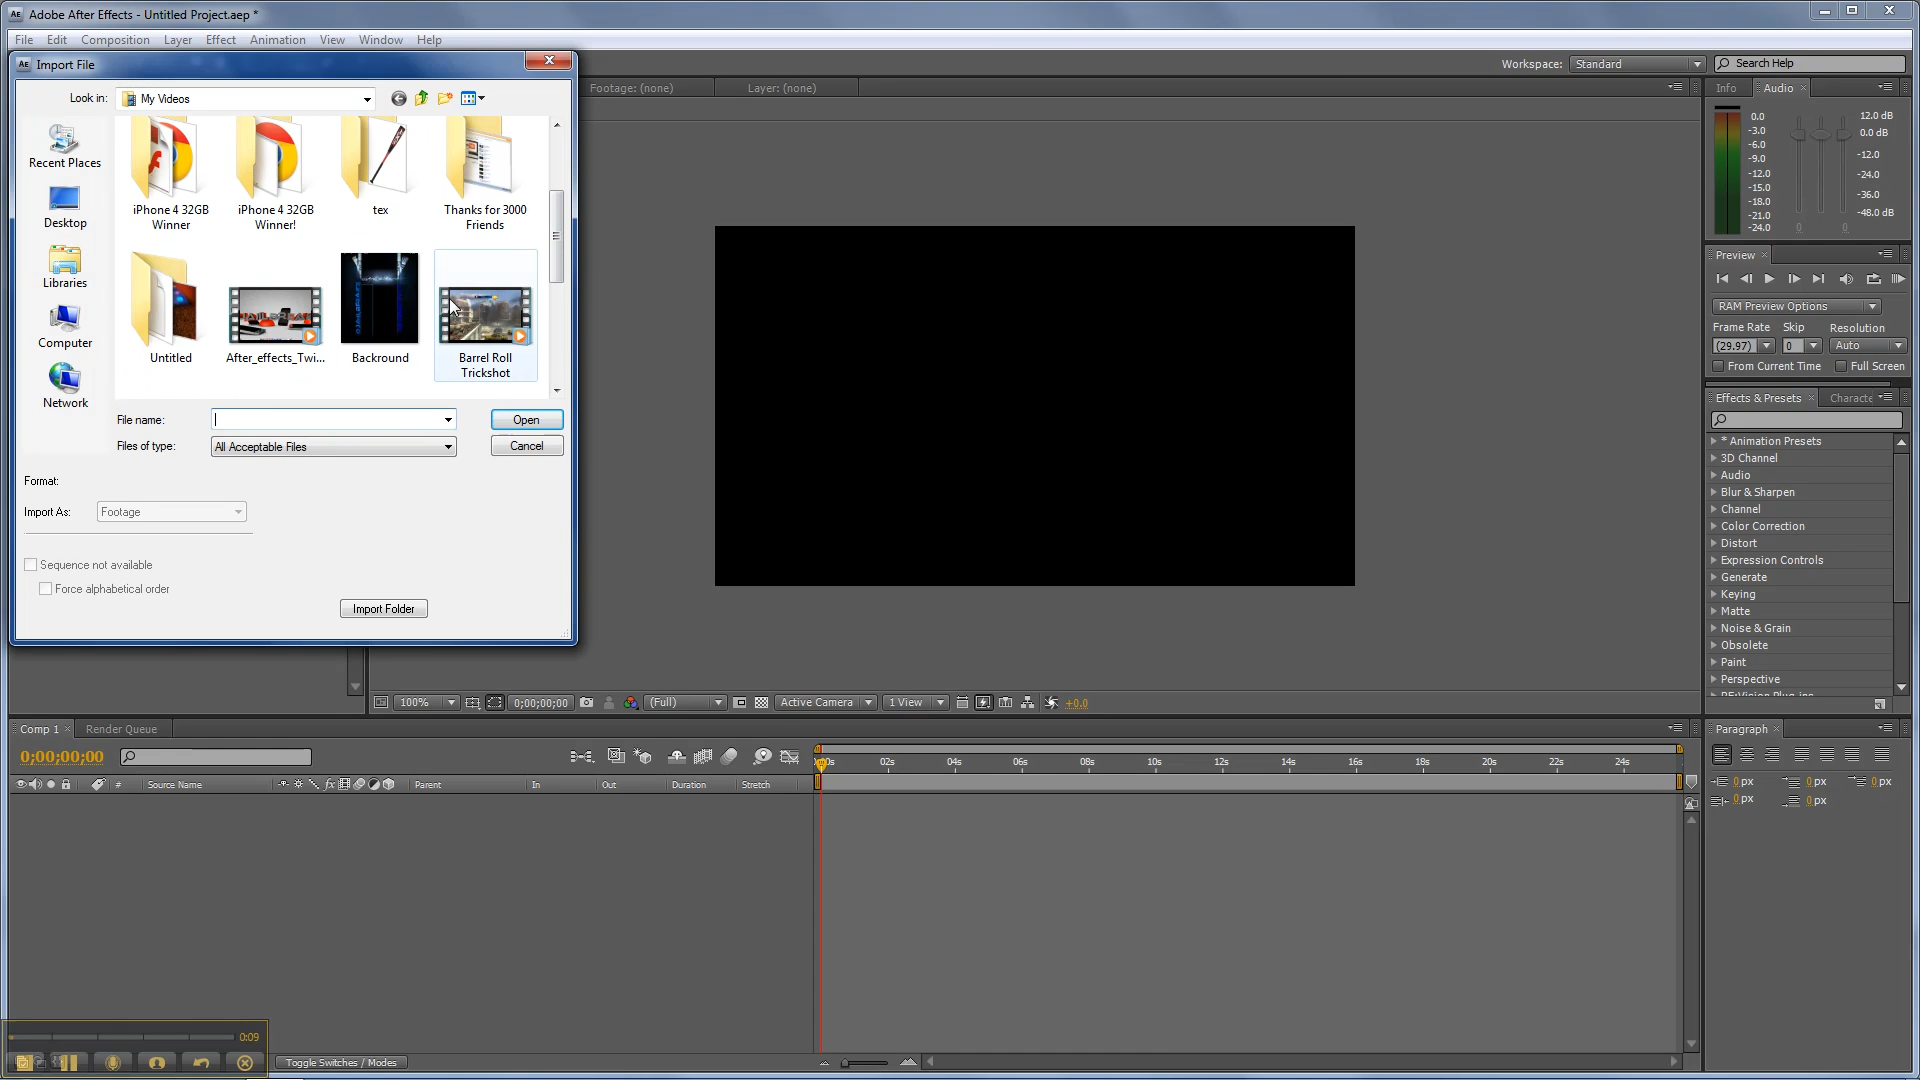 Adobe After Effects - Untitled Project.aep *
File Edit Composition Layer Effect Animation View Window Help
Import File
Workspace: Standard
Search Help
Look in: My Videos
Footage: (none) Layer: (none)
Info Audio
Recent Places
Desktop
Libraries
Computer
Network
iPhone 4 32GB Winner
iPhone 4 32GB Winner!
tex
Thanks for 3000 Friends
Untitled
After_effects_Twi...
Backround
Barrel Roll Trickshot
File name:
Open
Files of type: All Acceptable Files
Cancel
Format:
Import As: Footage
Sequence not available
Force alphabetical order
Import Folder
0.0
-3.0
-6.0
-9.0
-12.0
-15.0
-18.0
-21.0
-24.0
12.0 dB
0.0 dB
-12.0
-24.0
-36.0
-48.0 dB
0 0
Preview
RAM Preview Options
Frame Rate Skip Resolution
(29.97) 0 Auto
From Current Time Full Screen
Effects & Presets Characte
* Animation Presets
3D Channel
Audio
Blur & Sharpen
Channel
Color Correction
Distort
Expression Controls
Generate
Keying
Matte
Noise & Grain
Obsolete
Paint
Perspective
RE:Vision Plug-ins
100% 0;00;00;00 (Full) Active Camera 1 View +0.0
Comp 1 Render Queue
0;00;00;00
# Source Name fx Parent In Out Duration Stretch
02s 04s 06s 08s 10s 12s 14s 16s 18s 20s 22s 24s
Paragraph
0 px 0 px 0 px
0 px 0 px
0:09
Toggle Switches / Modes